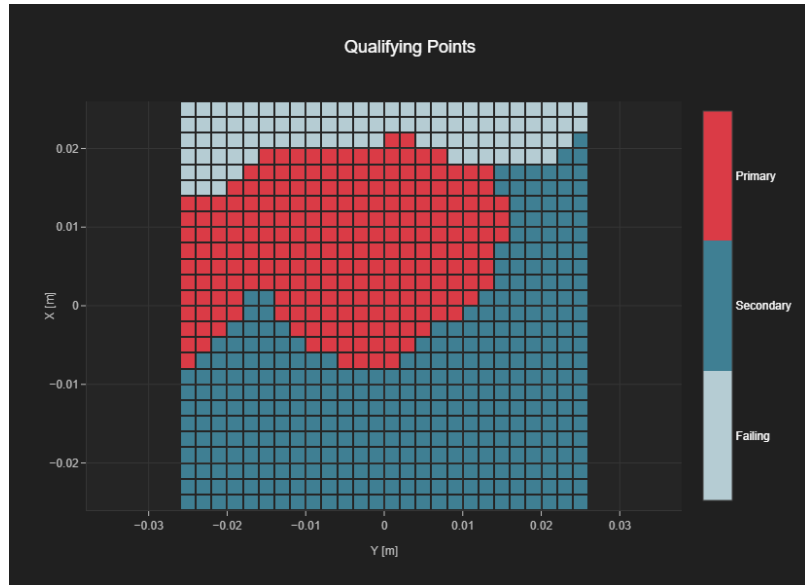 Qualifying Points
0.02
0.01
0
−0.01
−0.02
X [m]
−0.03
−0.02
−0.01
0
0.01
0.02
0.03
Y [m]
Primary
Secondary
Failing